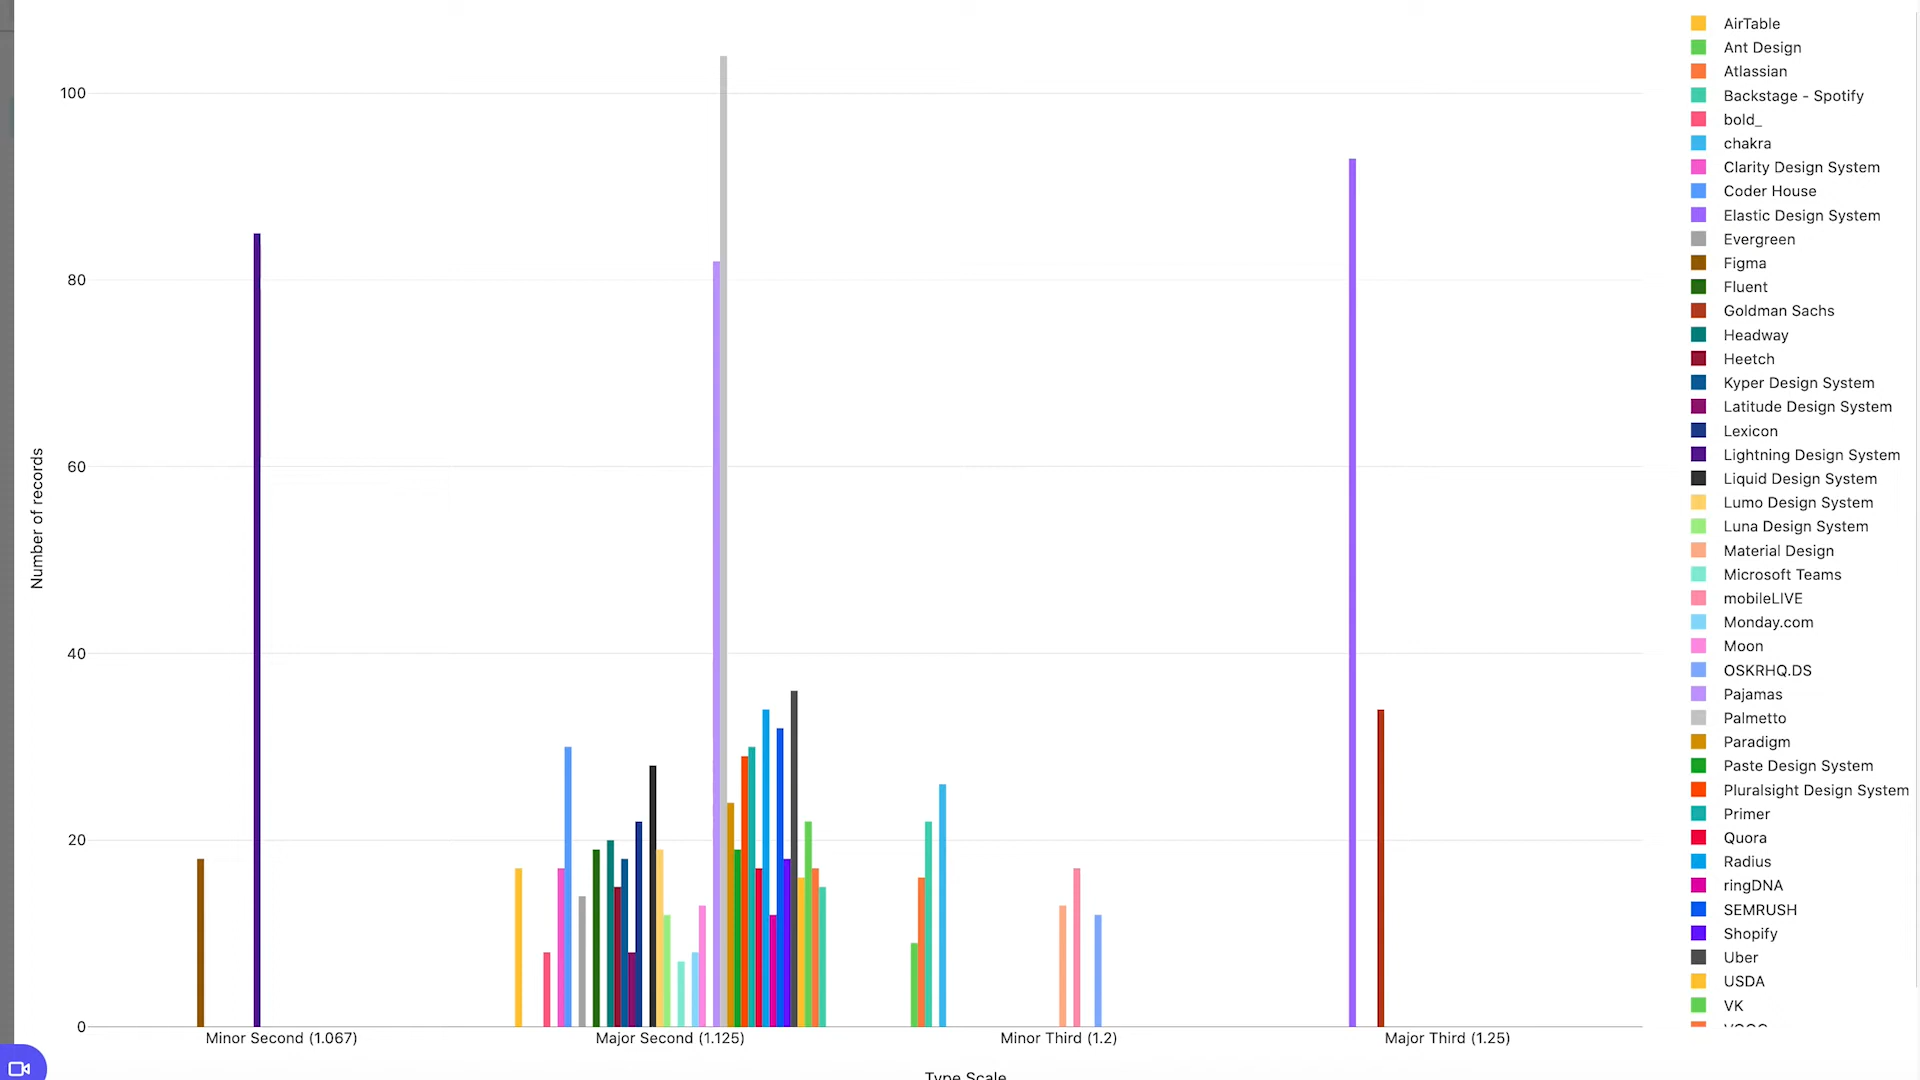 100
80
60
40
20
0
Number of records
Minor Second (1.067)
Major Second (1.125)
Minor Third (1.2)
Major Third (1.25)
Type Scale
AirTable
Ant Design
Atlassian
Backstage - Spotify
bold_
chakra
Clarity Design System
Coder House
Elastic Design System
Evergreen
Figma
Fluent
Goldman Sachs
Headway
Heetch
Kyper Design System
Latitude Design System
Lexicon
Lightning Design System
Liquid Design System
Lumo Design System
Luna Design System
Material Design
Microsoft Teams
mobileLIVE
Monday.com
Moon
OSKRHQ.DS
Pajamas
Palmetto
Paradigm
Paste Design System
Pluralsight Design System
Primer
Quora
Radius
ringDNA
SEMRUSH
Shopify
Uber
USDA
VK